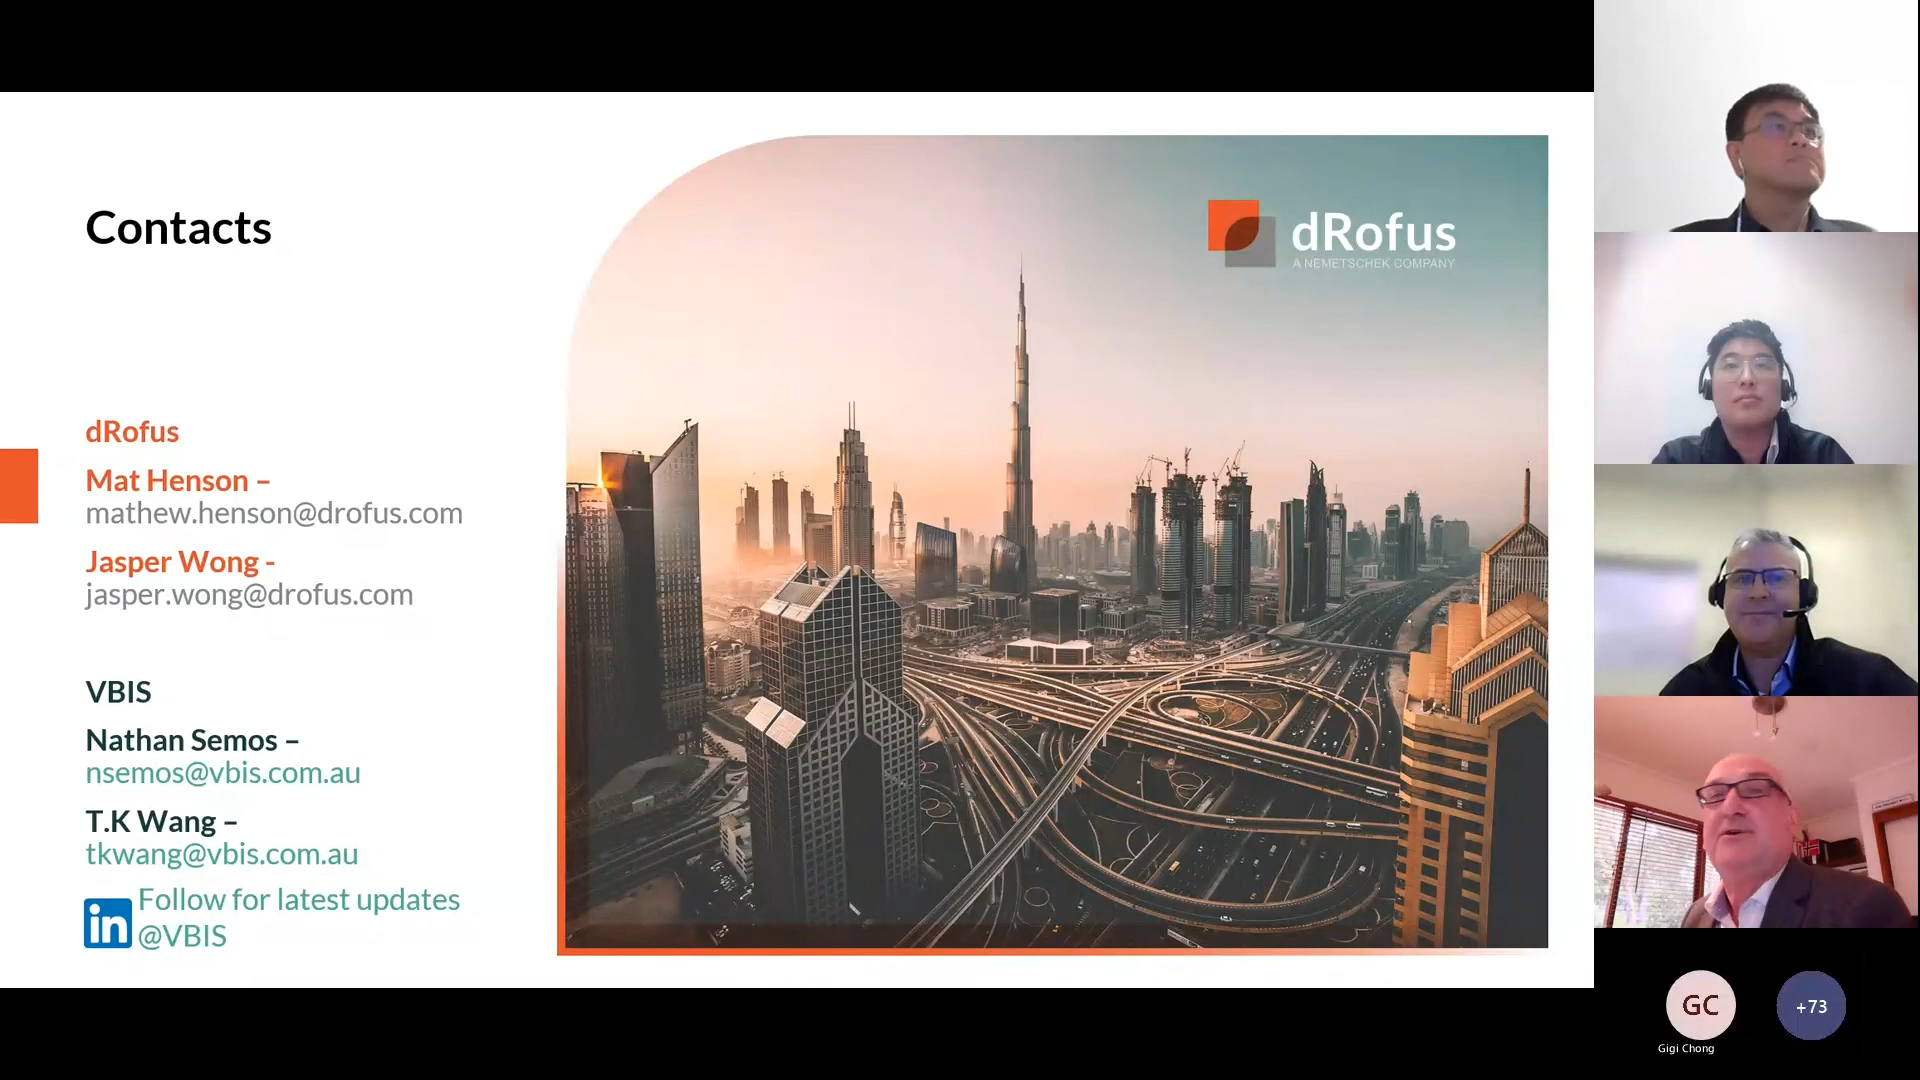 Contacts
dRofus
Mat Henson –
mathew.henson@drofus.com
Jasper Wong -
jasper.wong@drofus.com
VBIS
Nathan Semos –
nsemos@vbis.com.au
T.K Wang –
tkwang@vbis.com.au
in Follow for latest updates
@VBIS
dRofus
A NEMETSCHEK COMPANY
GC
+73
Gigi Chong